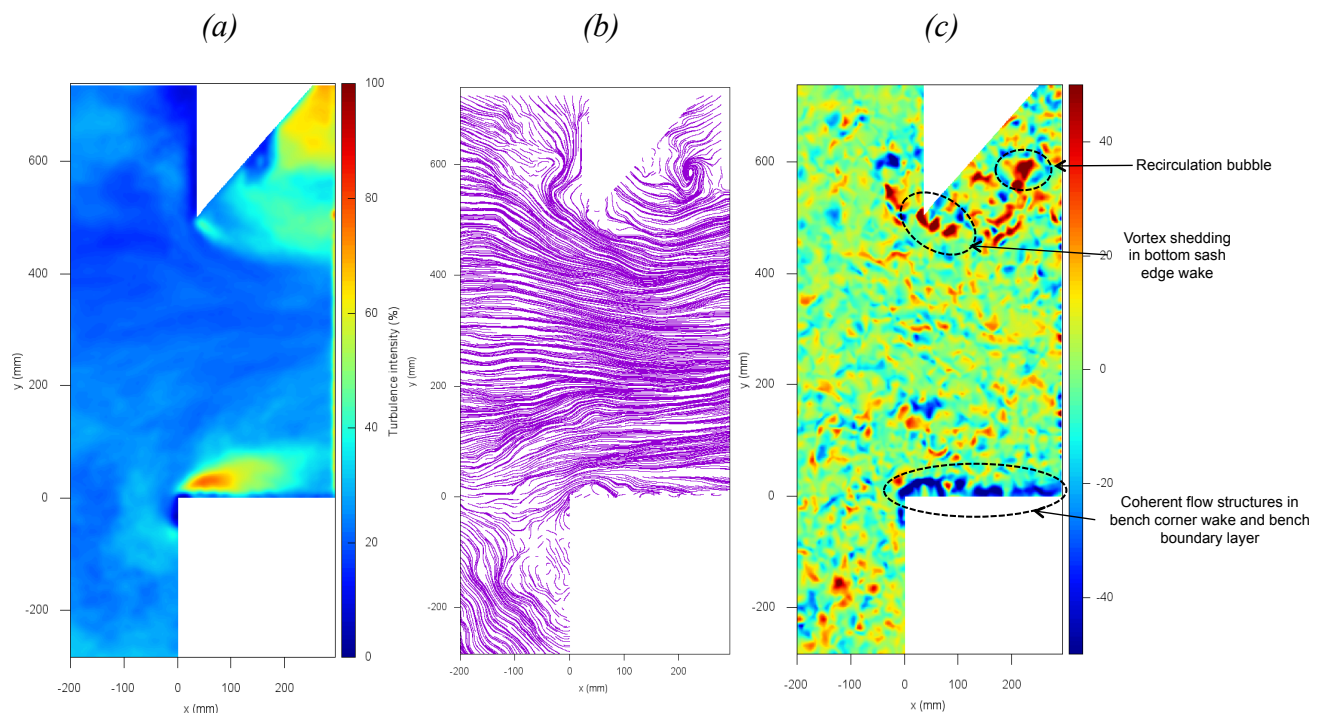 (a)
(b)
(c)
100
80
60
40
20
0
Turbulence intensity (%)
600
400
200
0
-200
y (mm)
-200
-100
0
100
200
x (mm)
600
400
200
0
-200
y (mm)
-200
-100
0
100
200
x (mm)
600
400
200
0
-200
y (mm)
-200
-100
0
100
200
x (mm)
40
20
0
-20
-40
Recirculation bubble
Vortex shedding
in bottom sash
edge wake
Coherent flow structures in
bench corner wake and bench
boundary layer